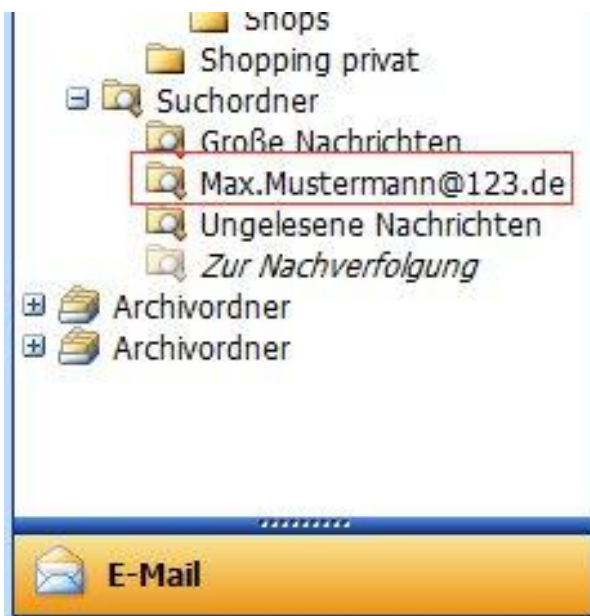 Shops
Shopping privat
Suchordner
Große Nachrichten
Max.Mustermann@123.de
Ungelesene Nachrichten
Zur Nachverfolgung
Archivordner
Archivordner
E-Mail